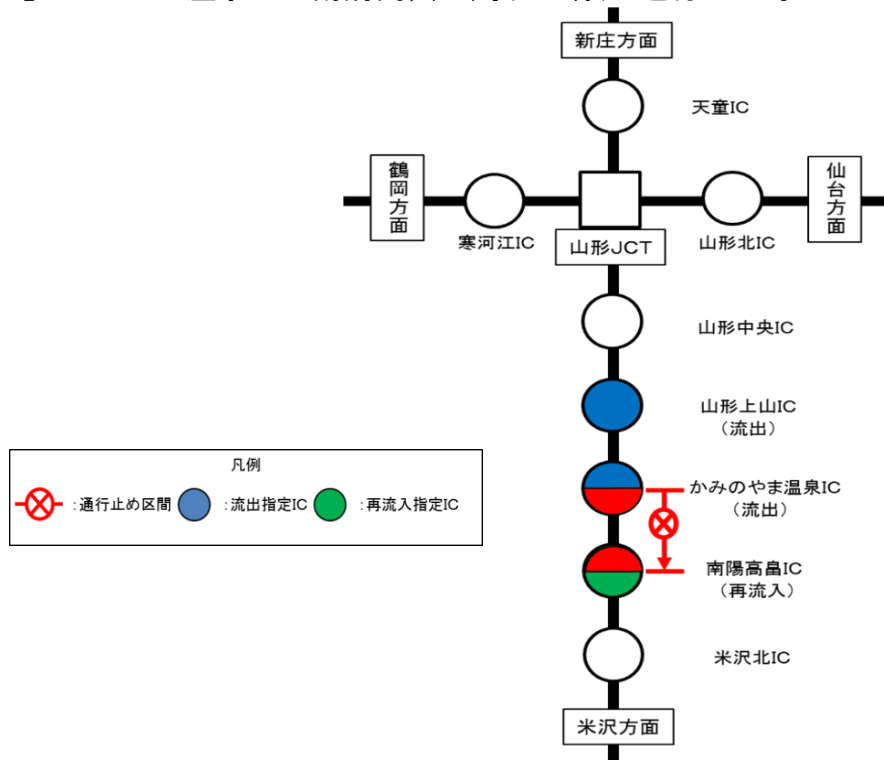 新庄方面
天童IC
鶴岡方面
仙台方面
寒河江IC
山形JCT
山形北IC
山形中央IC
山形上山IC
(流出)
凡例
:通行止め区間
:流出指定IC
:再流入指定IC
かみのやま温泉IC
(流出)
南陽高畠IC
(再流入)
米沢北IC
米沢方面